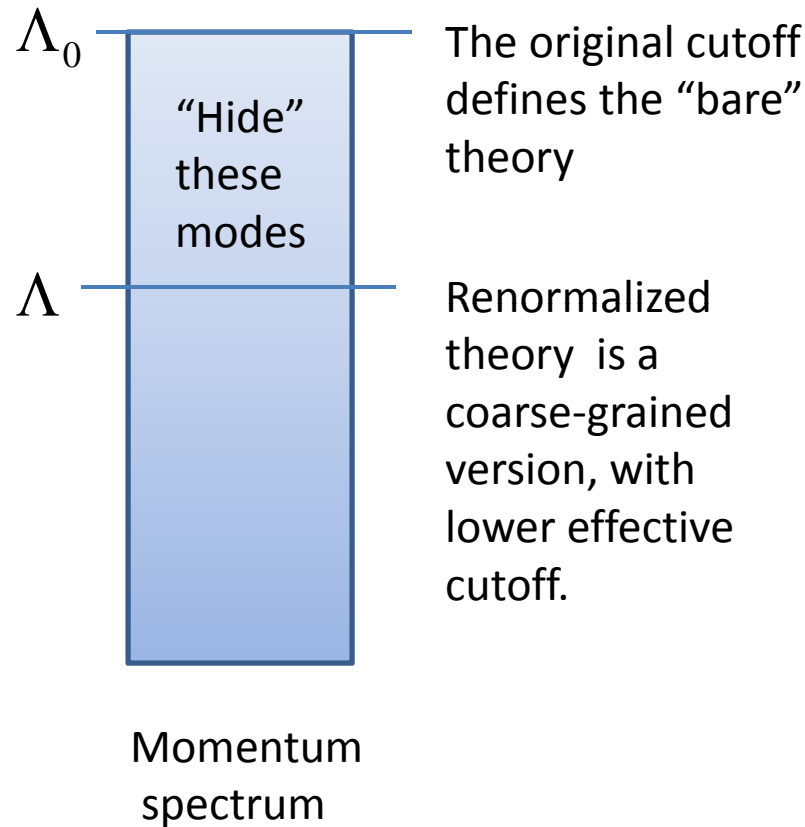 Λ₀
The original cutoff
defines the “bare”
theory
“Hide”
these
modes
Λ
Renormalized
theory is a
coarse-grained
version, with
lower effective
cutoff.
Momentum
spectrum